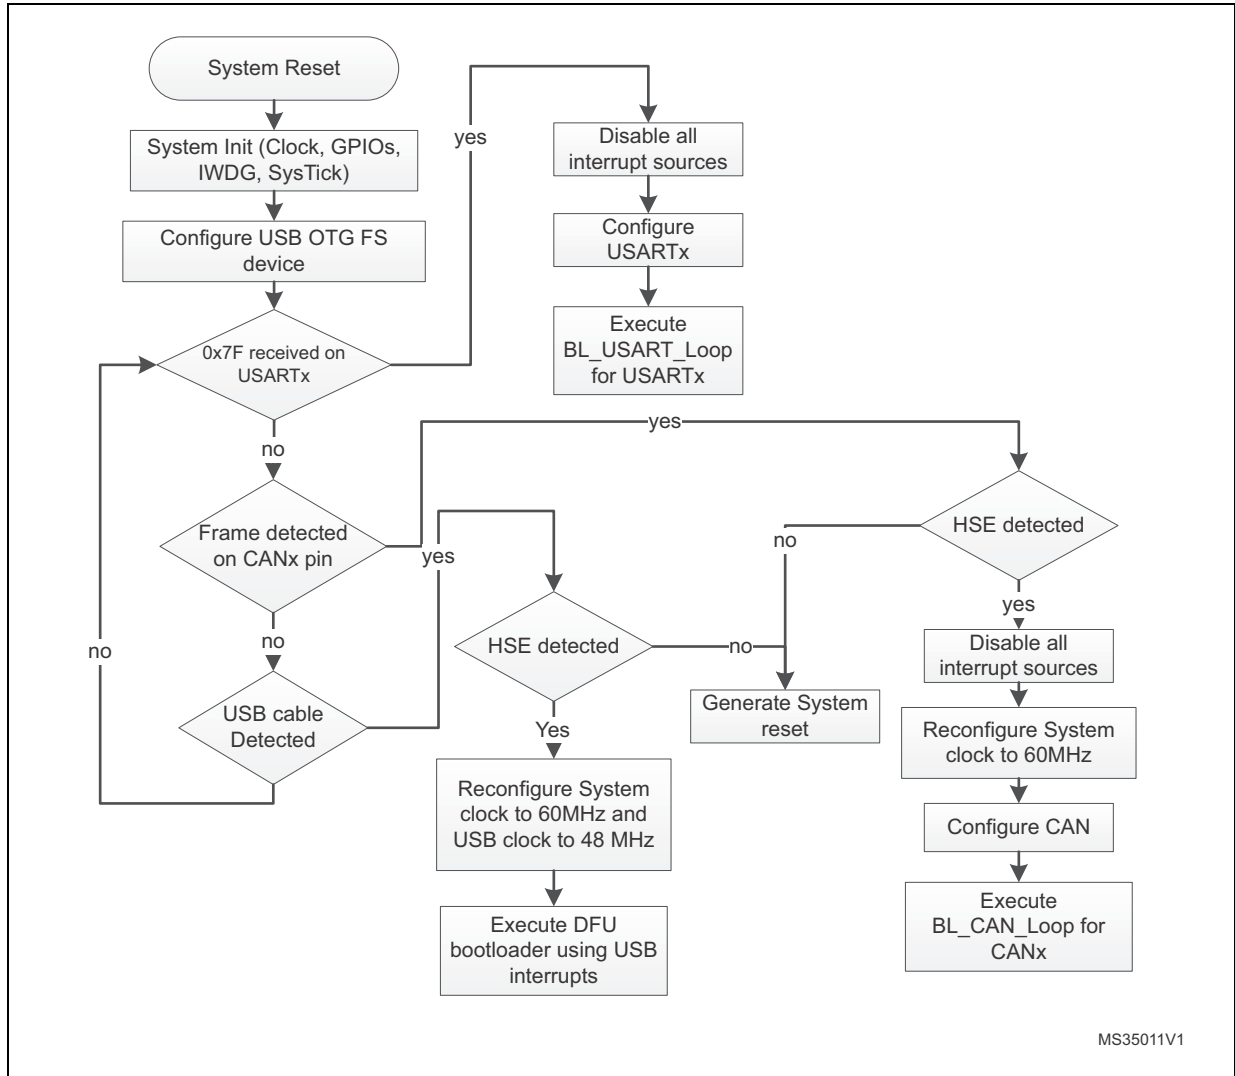 System Reset
System Init (Clock, GPIOs,
IWDG, SysTick)
Configure USB OTG FS
device
0x7F received on
USARTx
yes
Disable all
interrupt sources
Configure
USARTx
Execute
BL_USART_Loop
for USARTx
no
Frame detected
on CANx pin
yes
HSE detected
no
yes
Disable all
interrupt sources
Reconfigure System
clock to 60MHz
Configure CAN
Execute
BL_CAN_Loop for
CANx
no
USB cable
Detected
no
yes
HSE detected
no
Generate System
reset
Yes
Reconfigure System
clock to 60MHz and
USB clock to 48 MHz
Execute DFU
bootloader using USB
interrupts
MS35011V1